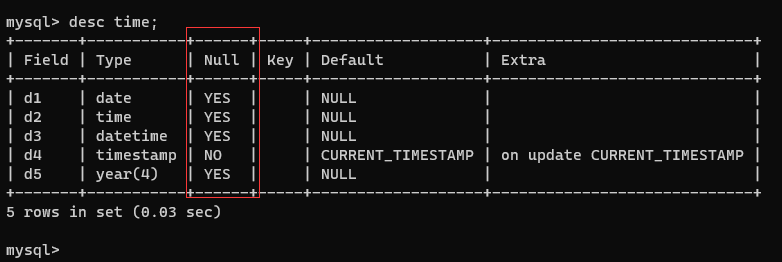 mysql> desc time;
+-------+-----------+------+-----+-------------------+-----------------------------+
| Field | Type      | Null | Key | Default           | Extra                       |
+-------+-----------+------+-----+-------------------+-----------------------------+
| d1    | date      | YES  |     | NULL              |                             |
| d2    | time      | YES  |     | NULL              |                             |
| d3    | datetime  | YES  |     | NULL              |                             |
| d4    | timestamp | NO   |     | CURRENT_TIMESTAMP | on update CURRENT_TIMESTAMP |
| d5    | year(4)   | YES  |     | NULL              |                             |
+-------+-----------+------+-----+-------------------+-----------------------------+
5 rows in set (0.03 sec)
mysql>